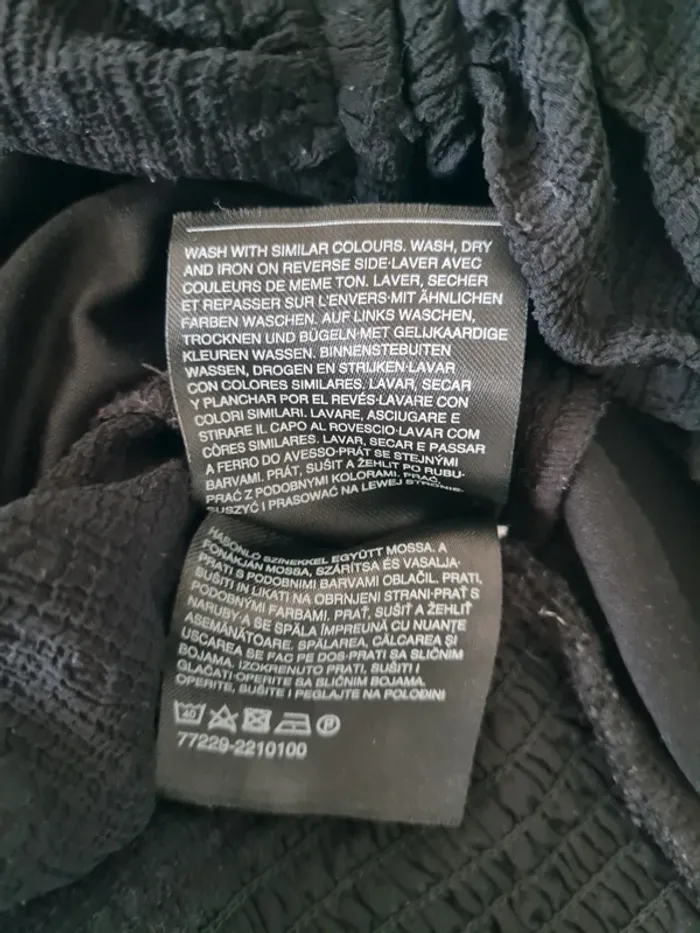 WASH WITH SIMILAR COLOURS. WASH, DRY
AND IRON ON REVERSE SIDE·LAVER AVEC
COULEURS DE MEME TON. LAVER, SECHER
ET REPASSER SUR L'ENVERS·MIT ÄHNLICHEN
FARBEN WASCHEN. AUF LINKS WASCHEN,
TROCKNEN UND BÜGELN·MET GELIJKAARDIGE
KLEUREN WASSEN. BINNENSTEBUITEN
WASSEN, DROGEN EN STRIJKEN·LAVAR
CON COLORES SIMILARES. LAVAR, SECAR
Y PLANCHAR POR EL REVÉS·LAVARE CON
COLORI SIMILARI. LAVARE, ASCIUGARE E
STIRARE IL CAPO AL ROVESCIO·LAVAR COM
CÔRES SIMILARES. LAVAR, SECAR E PASSAR
A FERRO DO AVESSO·PRÁT SE STEJNÝMI
BARVAMI. PRÁT, SUŠIT A ŽEHLIT PO RUBU·
PRAĆ Z PODOBNYMI KOLORAMI. PRAĆ,
SUSZYĆ I PRASOWAĆ NA LEWEJ STRONIE·
HASONLÓ SZÍNEKKEL EGYÜTT MOSSA. A
FONÁKJÁN MOSSA, SZÁRÍTSA ÉS VASALJA·
PRATI S PODOBNIMI BARVAMI OBLAČIL. PRATI,
SUŠITI IN LIKATI NA OBRNJENI STRANI·PRAŤ S
PODOBNÝMI FARBAMI. PRAŤ, SUŠIŤ A ŽEHLIŤ
NARUBY·A SE SPĂLA ÎMPREUNĂ CU NUANȚE
ASEMĂNĂTOARE. SPĂLAREA, CĂLCAREA ȘI
USCAREA SE FAC PE DOS·PRATI SA SLIČNIM
BOJAMA. IZOKRENUTO PRATI, SUŠITI I
GLAČATI·OPERITE SA SLIČNIM BOJAMA.
OPERITE, SUŠITE I PEGLAJTE NA POLOĐINI
40 P
77229-2210100